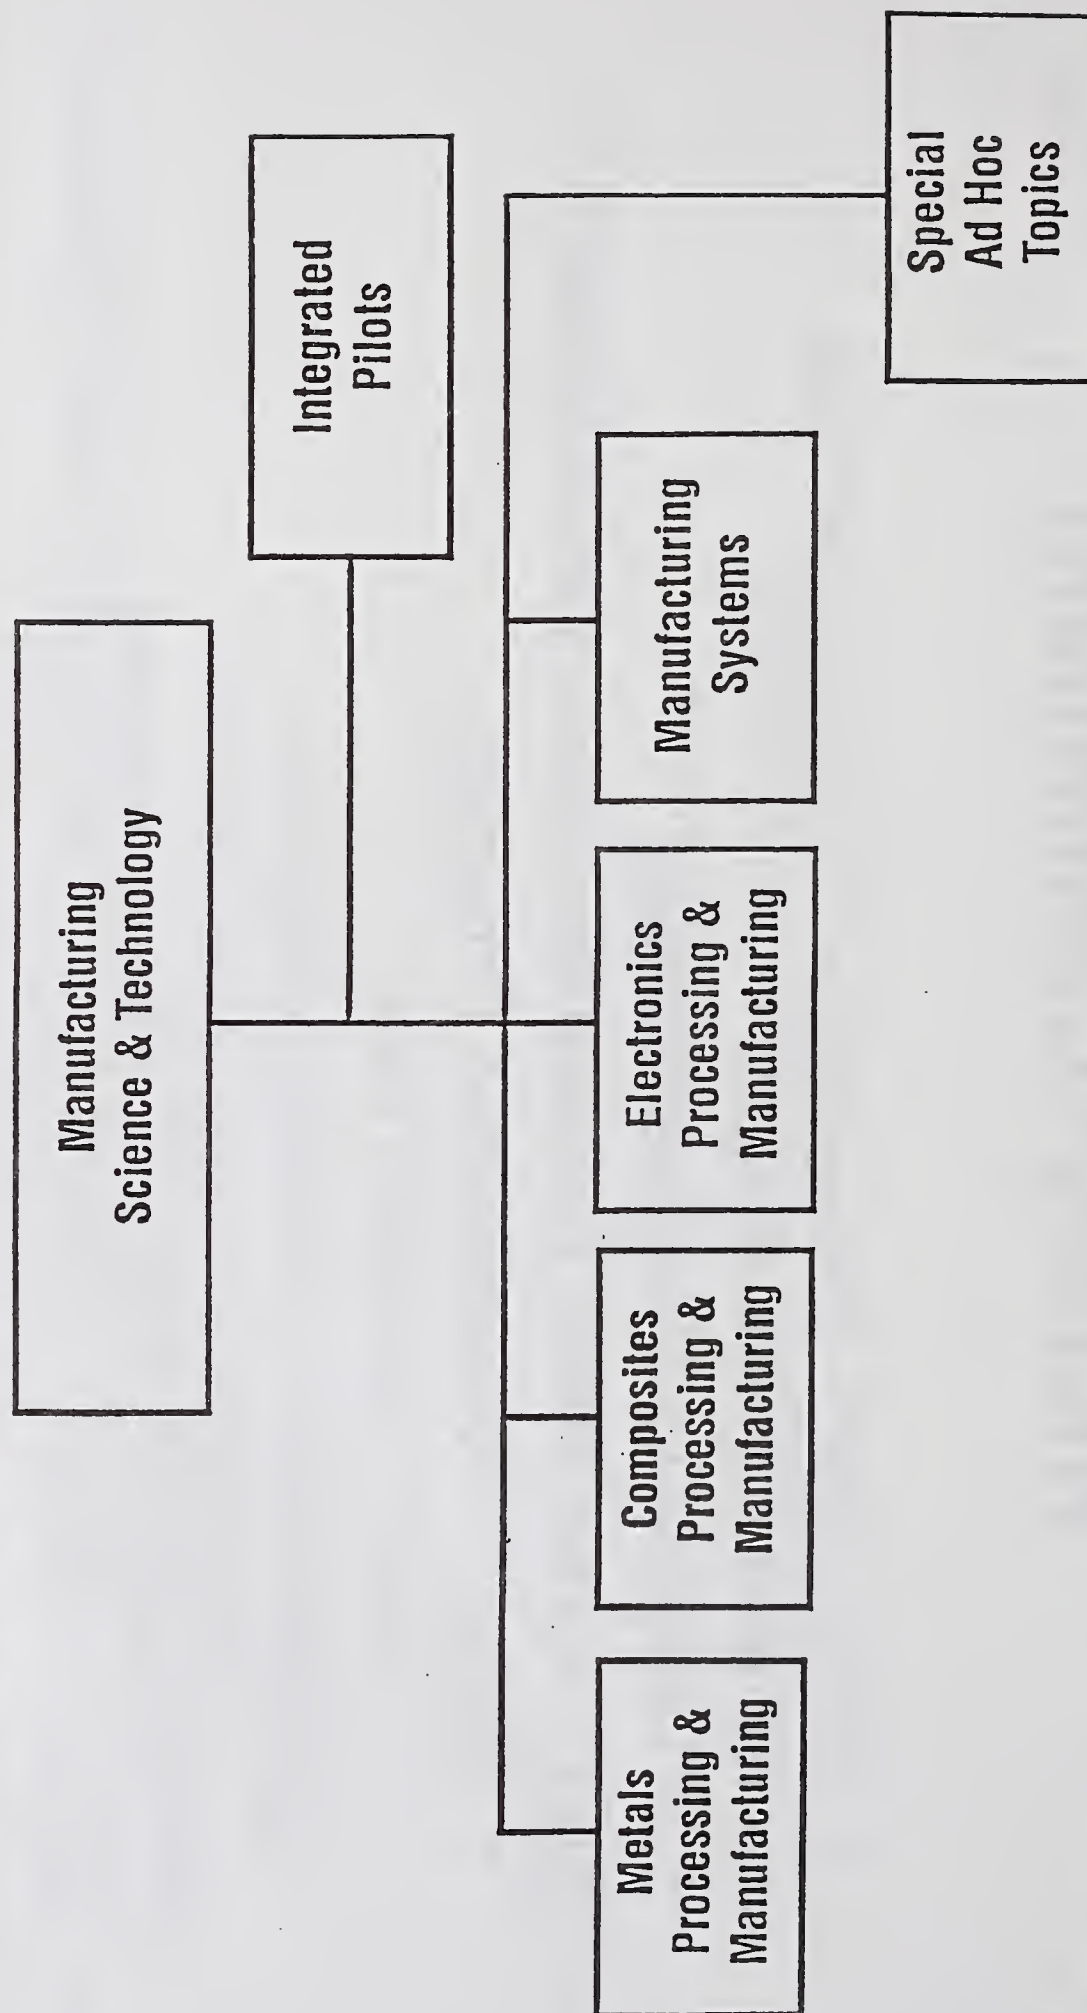 Manufacturing
Science & Technology
Integrated
Pilots
Metals
Processing &
Manufacturing
Composites
Processing &
Manufacturing
Electronics
Processing &
Manufacturing
Manufacturing
Systems
Special
Ad Hoc
Topics